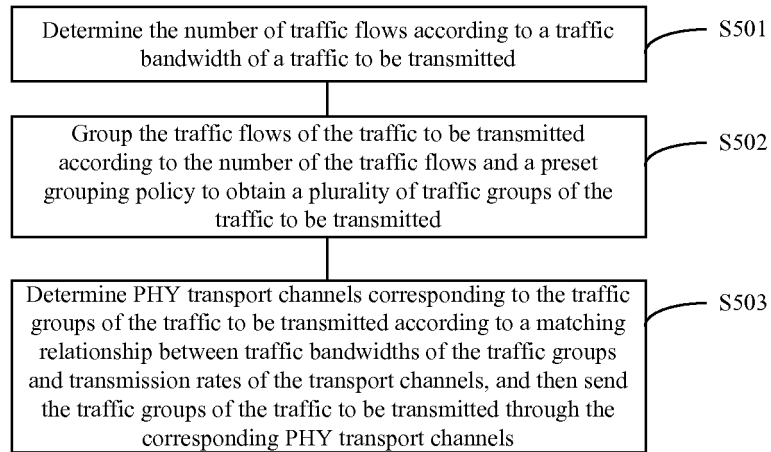 Determine the number of traffic flows according to a traffic
bandwidth of a traffic to be transmitted
S501
Group the traffic flows of the traffic to be transmitted
according to the number of the traffic flows and a preset
grouping policy to obtain a plurality of traffic groups of the
traffic to be transmitted
S502
Determine PHY transport channels corresponding to the traffic
groups of the traffic to be transmitted according to a matching
relationship between traffic bandwidths of the traffic groups
and transmission rates of the transport channels, and then send
the traffic groups of the traffic to be transmitted through the
corresponding PHY transport channels
S503